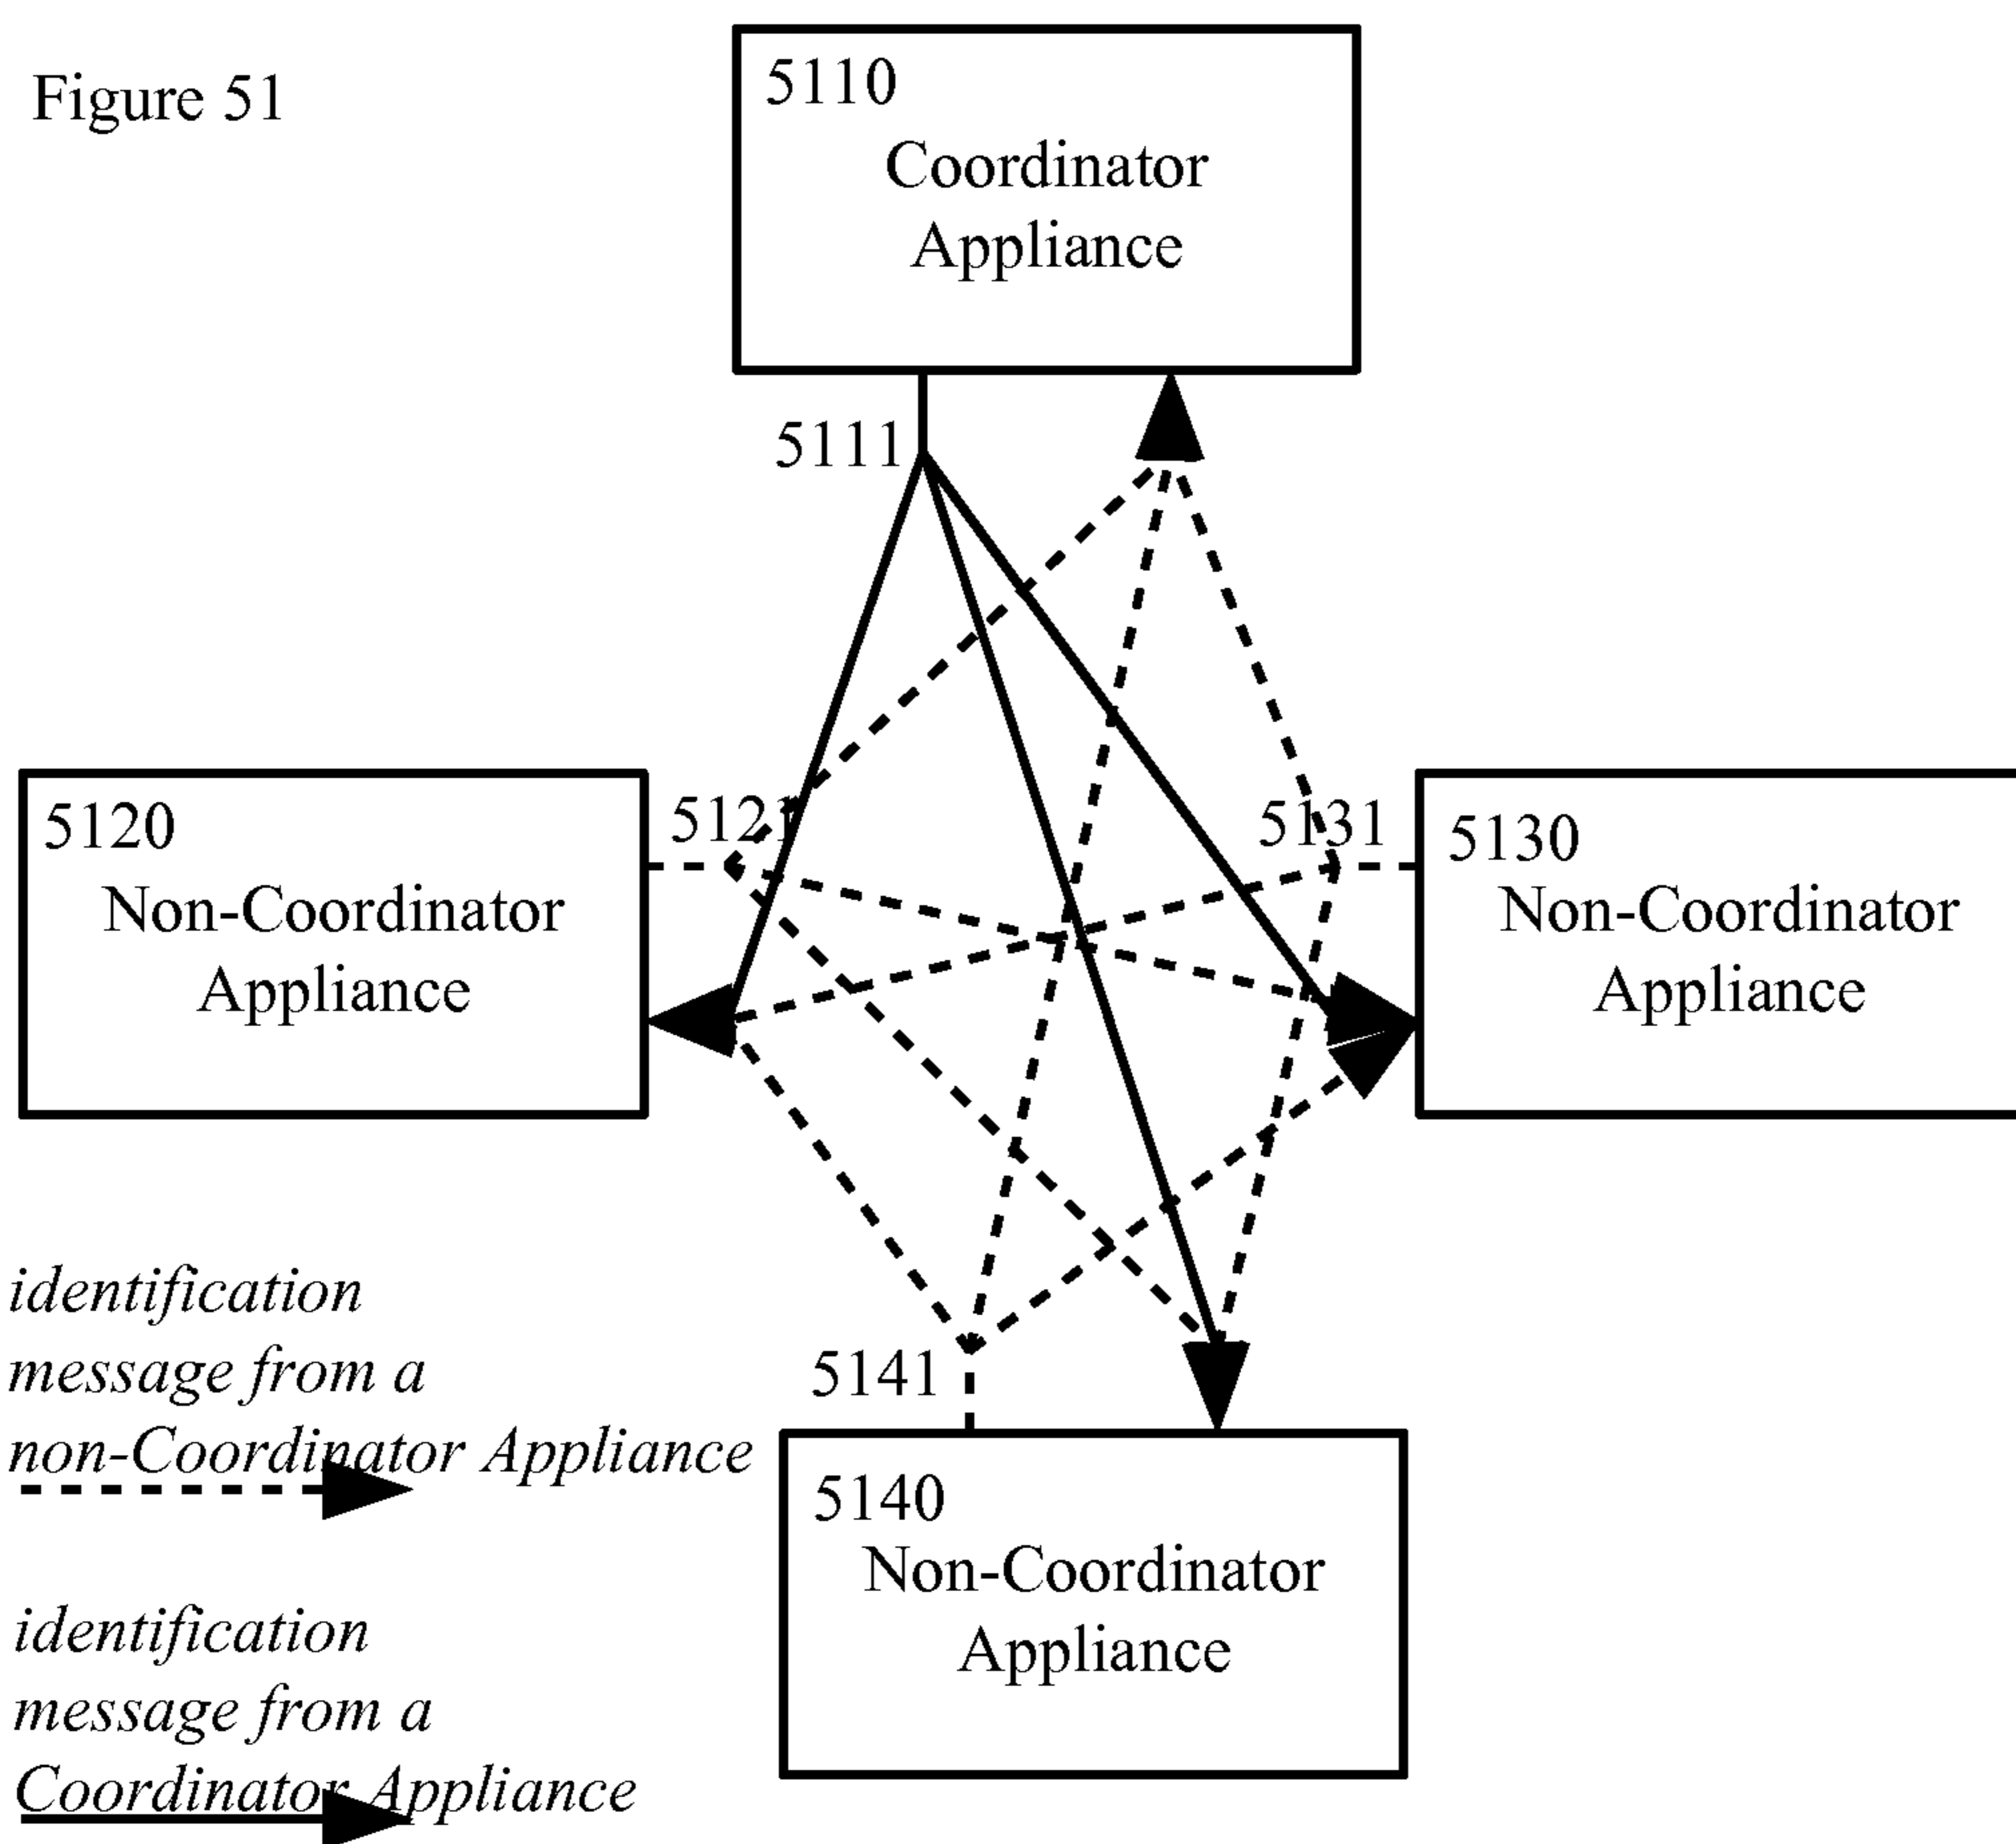 Figure 51
5110
Coordinator
Appliance
5111
5120
Non-Coordinator
Appliance
5121
5131
5130
Non-Coordinator
Appliance
identification
message from a
non-Coordinator Appliance
5141
5140
Non-Coordinator
Appliance
identification
message from a
Coordinator Appliance